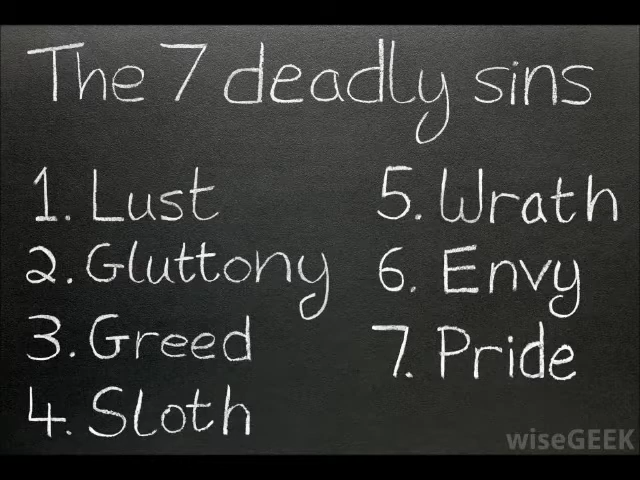 The 7 deadly sins
1. Lust
2. Gluttony
3. Greed
4. Sloth
5. Wrath
6. Envy
7. Pride
wiseGEEK